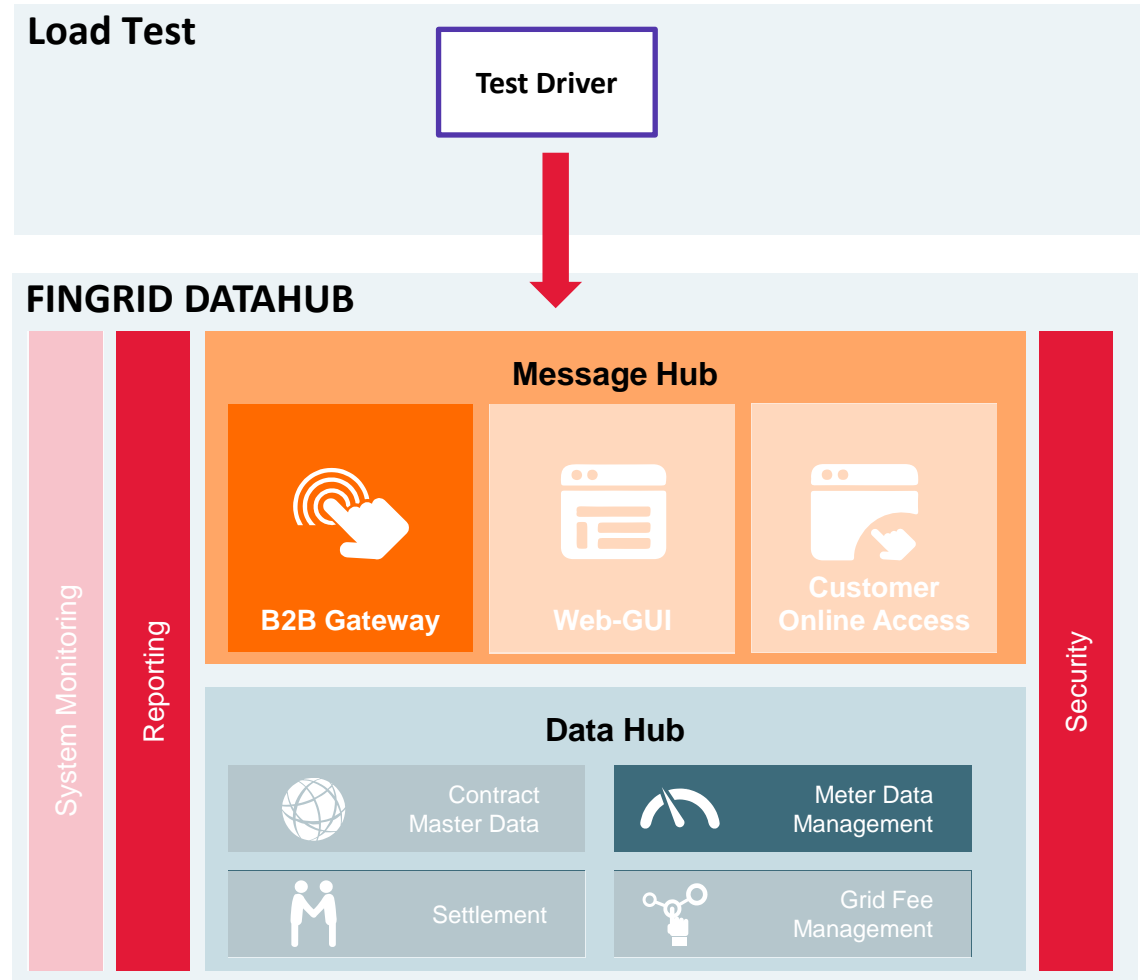 Load Test
Test Driver
FINGRID DATAHUB
System Monitoring
Reporting
Message Hub
B2B Gateway
Web-GUI
Customer
Online Access
Data Hub
Contract
Master Data
Meter Data
Management
Settlement
Grid Fee
Management
Security